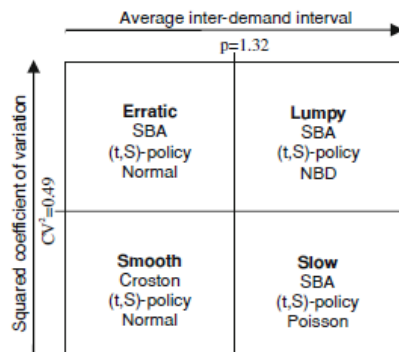 Average inter-demand interval
p=1.32
Squared coefficient of variation
CV²=0.49
Erratic
SBA
(t,S)-policy
Normal
Lumpy
SBA
(t,S)-policy
NBD
Smooth
Croston
(t,S)-policy
Normal
Slow
SBA
(t,S)-policy
Poisson